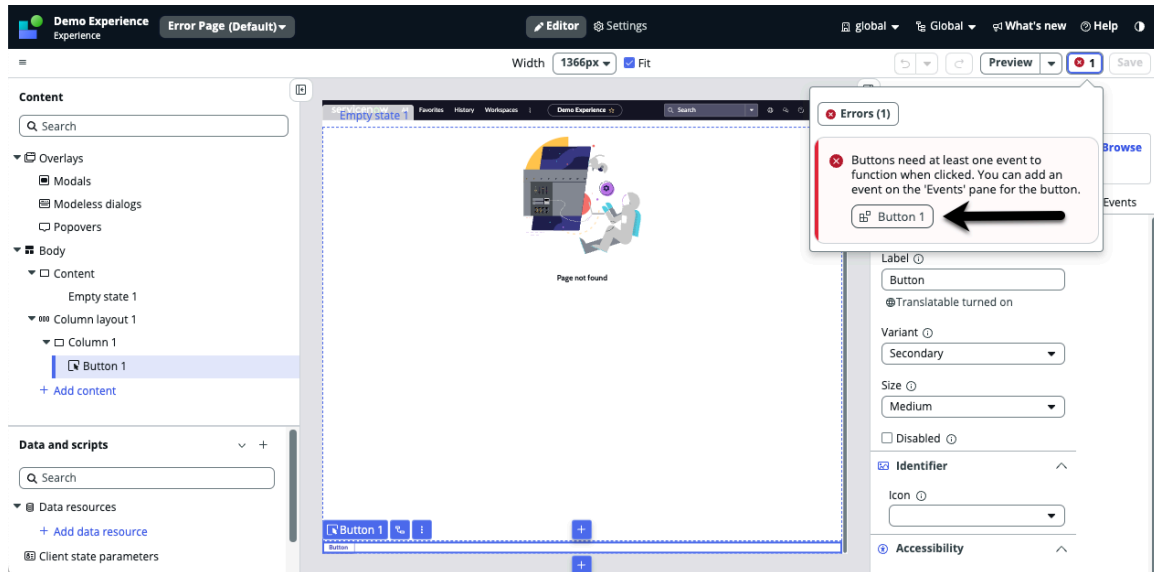 Demo Experience
Experience
Error Page (Default)
Editor
Settings
global
Global
What's new
Help
Width
1366px
Fit
Preview
1
Save
Content
Search
Overlays
Modals
Modeless dialogs
Popovers
Body
Content
Empty state 1
Column layout 1
Column 1
Button 1
+ Add content
Data and scripts
Search
Data resources
+ Add data resource
Client state parameters
Empty state 1
Favorites
History
Workspaces
Demo Experience
Search
Page not found
Button 1
Button
Errors (1)
Buttons need at least one event to
function when clicked. You can add an
event on the 'Events' pane for the button.
Button 1
Browse
Events
Label
Button
Translatable turned on
Variant
Secondary
Size
Medium
Disabled
Identifier
Icon
Accessibility